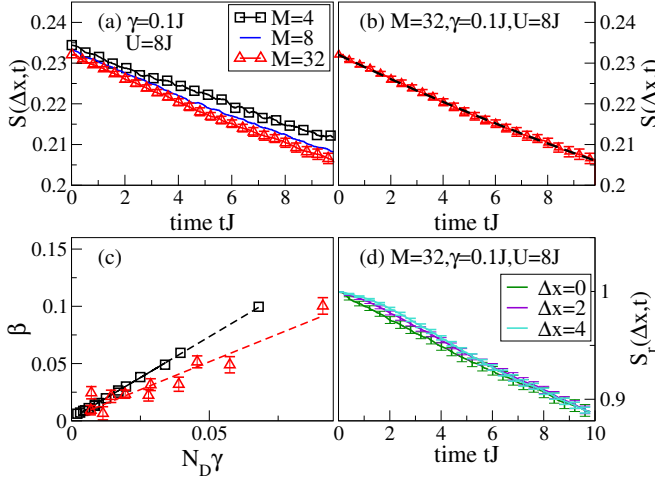 (a) γ=0.1J
U=8J
M=4
M=8
M=32
S(Δx,t)
0.24
0.23
0.22
0.21
0.2
0 2 4 6 8
time tJ
(b) M=32,γ=0.1J,U=8J
0.24
0.23
0.22
0.21
0.2
S(Δx,t)
0 2 4 6 8
time tJ
(c)
β
0.15
0.1
0.05
0
0 0.05
N_Dγ
(d) M=32,γ=0.1J,U=8J
Δx=0
Δx=2
Δx=4
1
0.9
S_r(Δx,t)
0 2 4 6 8 10
time tJ